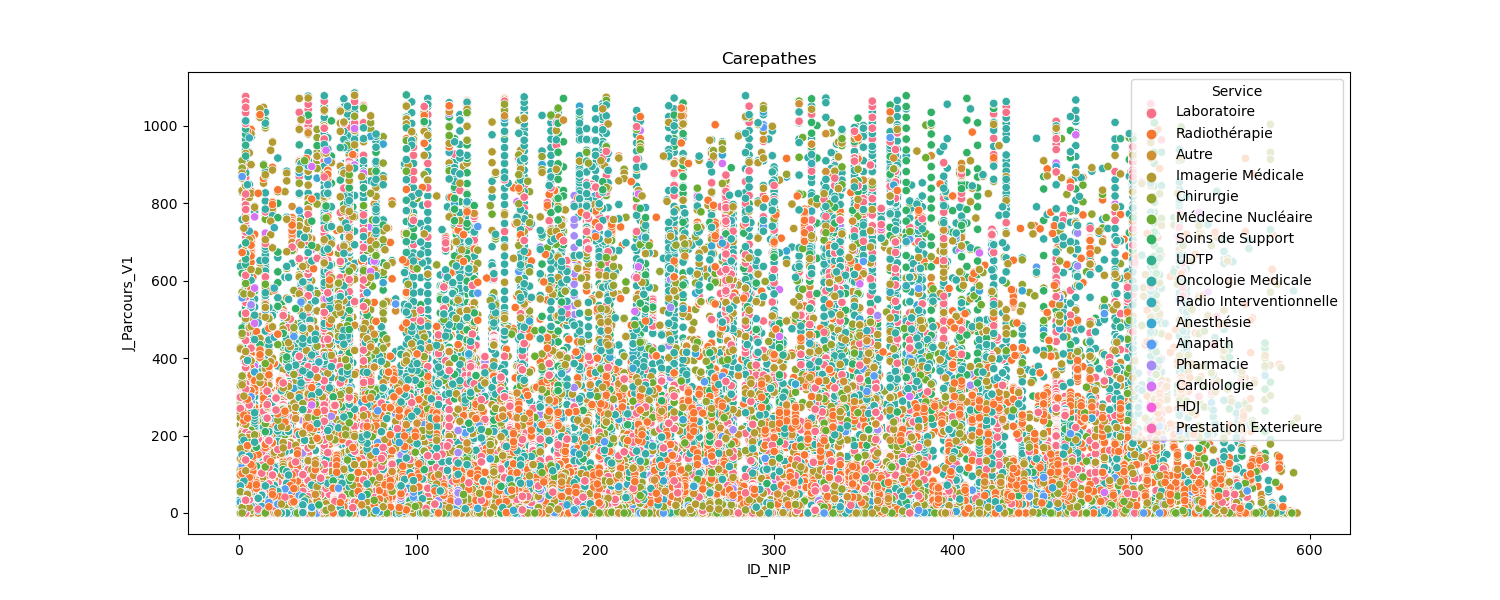 Carepathes
J_Parcours_V1
1000
800
600
400
200
0
0 100 200 300 400 500 600
ID_NIP
Service
Laboratoire
Radiothérapie
Autre
Imagerie Médicale
Chirurgie
Médecine Nucléaire
Soins de Support
UDTP
Oncologie Medicale
Radio Interventionnelle
Anesthésie
Anapath
Pharmacie
Cardiologie
HDJ
Prestation Exterieure